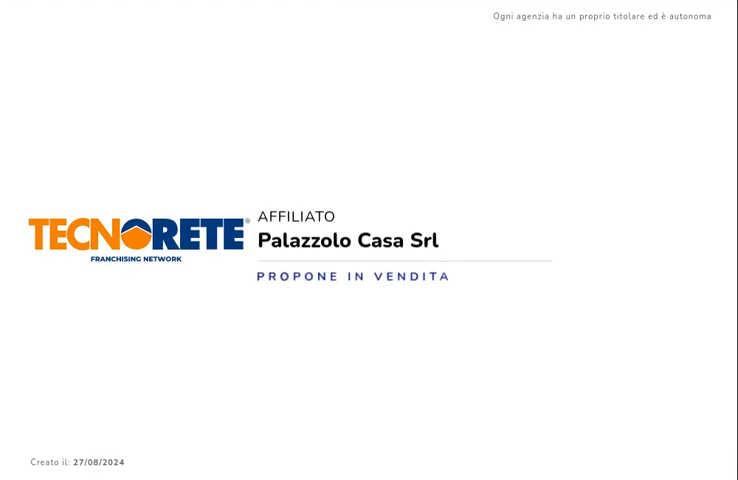 Ogni agenzia ha un proprio titolare ed è autonoma
TECNORETE®
FRANCHISING NETWORK
AFFILIATO
Palazzolo Casa Srl
PROPONE IN VENDITA
Creato il: 27/08/2024